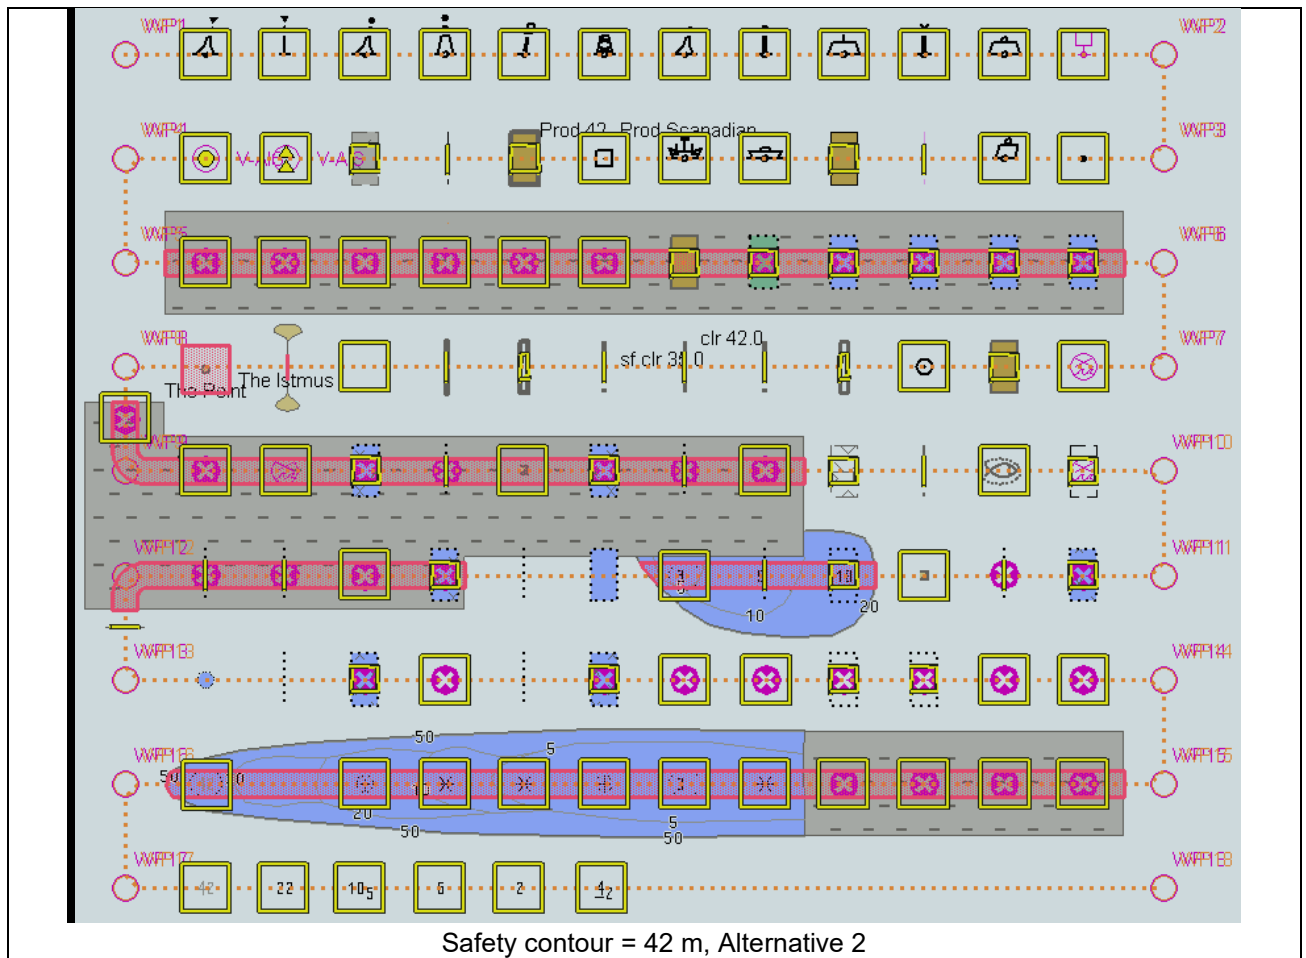 WP1
WP2
WP4
V-AIS
V-AIS
Prod 42
Prod Scanadian
WP3
WP5
WP6
WP8
The Point
The Istmus
sf clr 35.0
clr 42.0
WP7
WP9
WP10
WP12
10
20
WP11
WP13
WP14
50
5
WP16
50
WP15
20
50
5
50
WP17
42
22
10₅
6
2
4₂
WP18
Safety contour = 42 m, Alternative 2